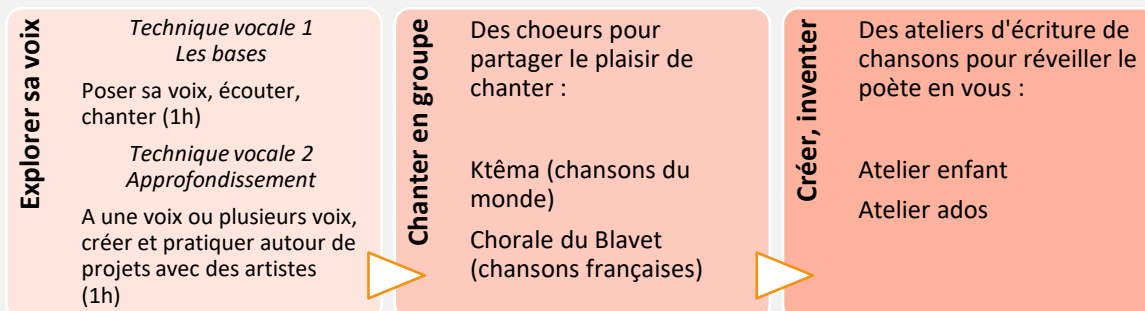 Explorer sa voix
Technique vocale 1
Les bases
Poser sa voix, écouter,
chanter (1h)
Technique vocale 2
Approfondissement
A une voix ou plusieurs voix,
créer et pratiquer autour de
projets avec des artistes
(1h)
Chanter en groupe
Des choeurs pour
partager le plaisir de
chanter :
Ktêma (chansons du
monde)
Chorale du Blavet
(chansons françaises)
Créer, inventer
Des ateliers d'écriture de
chansons pour réveiller le
poète en vous :
Atelier enfant
Atelier ados